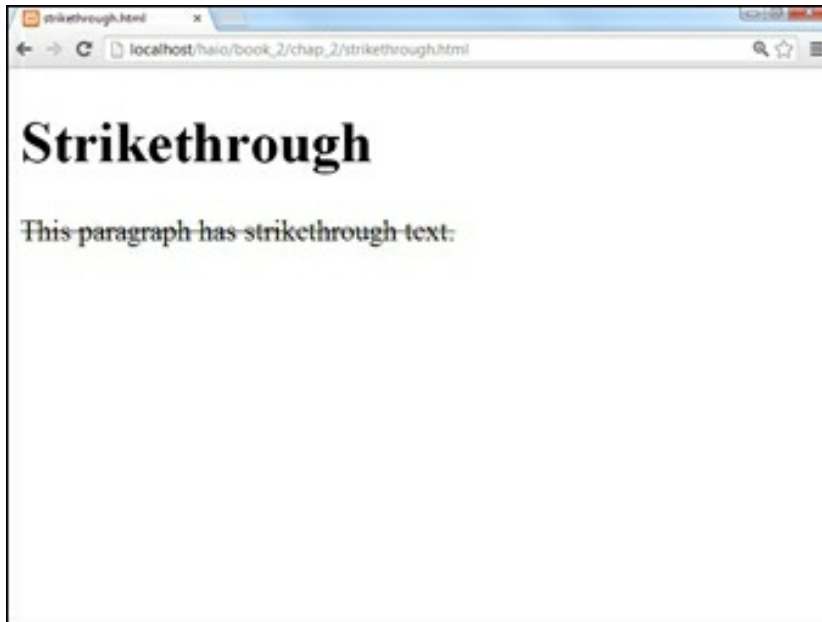 strikethrough.html
localhost/haio/book_2/chap_2/strikethrough.html
Strikethrough
This paragraph has strikethrough text.